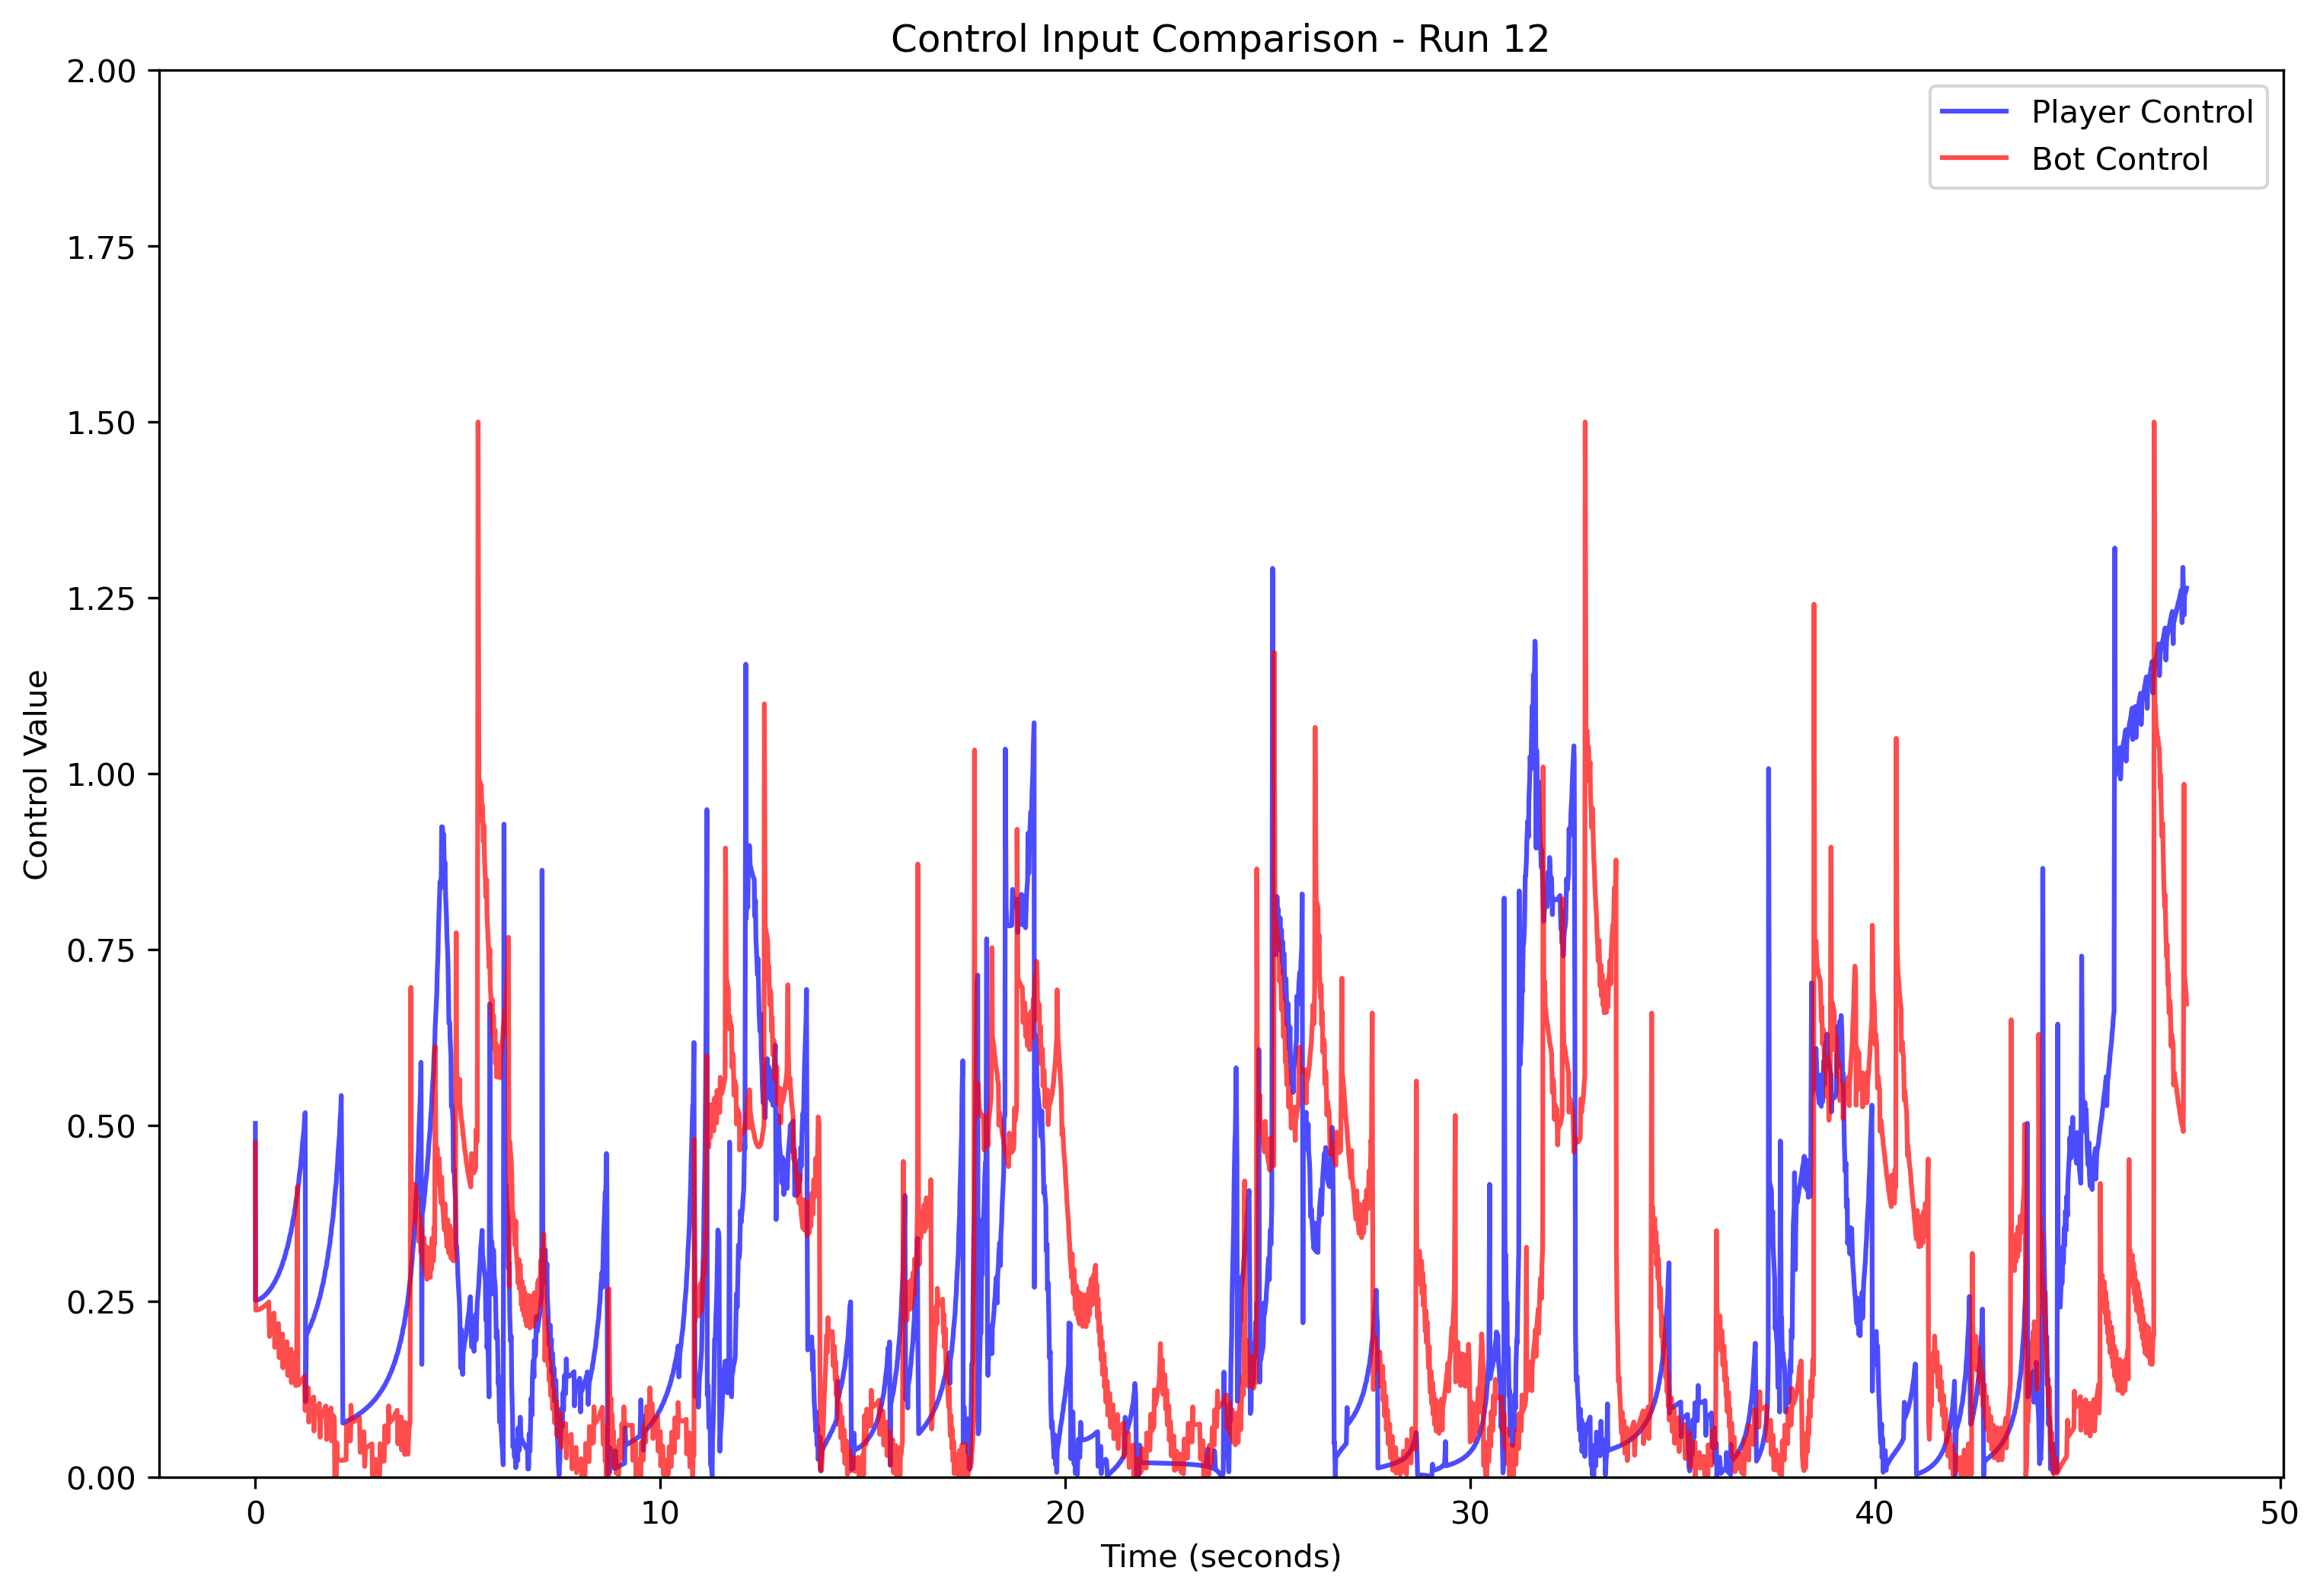 Control Input Comparison - Run 12
2.00
1.75
1.50
1.25
1.00
0.75
0.50
0.25
0.00
Control Value
Player Control
Bot Control
0 10 20 30 40 50
Time (seconds)